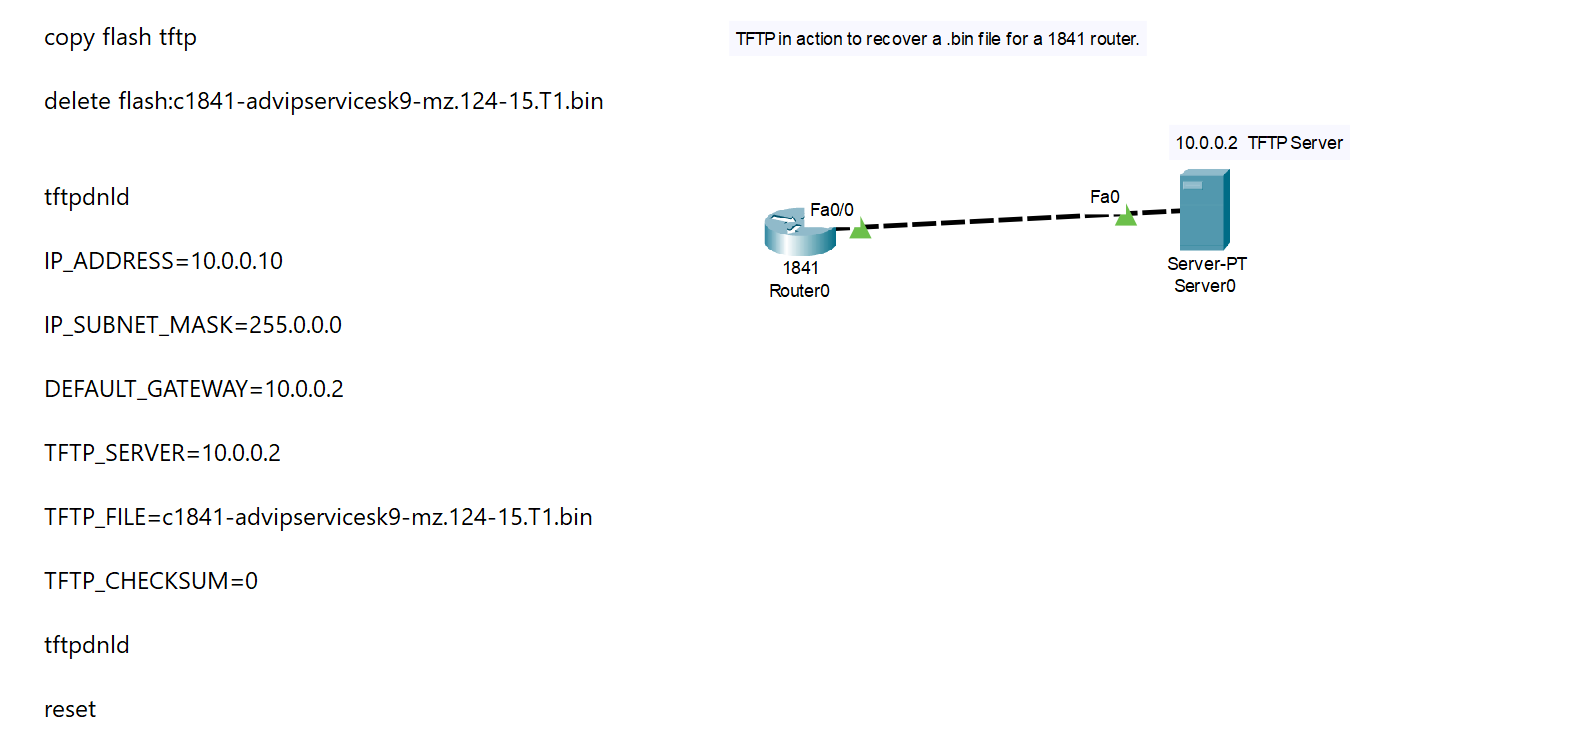 copy flash tftp
delete flash:c1841-advipservicesk9-mz.124-15.T1.bin
tftpdnld
IP_ADDRESS=10.0.0.10
IP_SUBNET_MASK=255.0.0.0
DEFAULT_GATEWAY=10.0.0.2
TFTP_SERVER=10.0.0.2
TFTP_FILE=c1841-advipservicesk9-mz.124-15.T1.bin
TFTP_CHECKSUM=0
tftpdnld
reset
TFTP in action to recover a .bin file for a 1841 router.
10.0.0.2  TFTP Server
Fa0/0
Fa0
1841
Router0
Server-PT
Server0